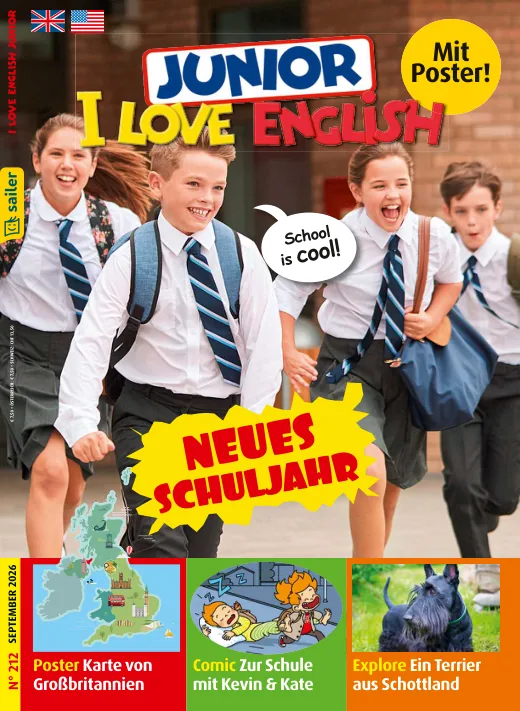 I LOVE ENGLISH JUNIOR
Mit
Poster!
JUNIOR
I LOVE ENGLISH
sailer
School
is cool!
NEUES
SCHULJAHR
N° 212 SEPTEMBER 2026
Z Z Z
Poster Karte von
Großbritannien
Comic Zur Schule
mit Kevin & Kate
Explore Ein Terrier
aus Schottland